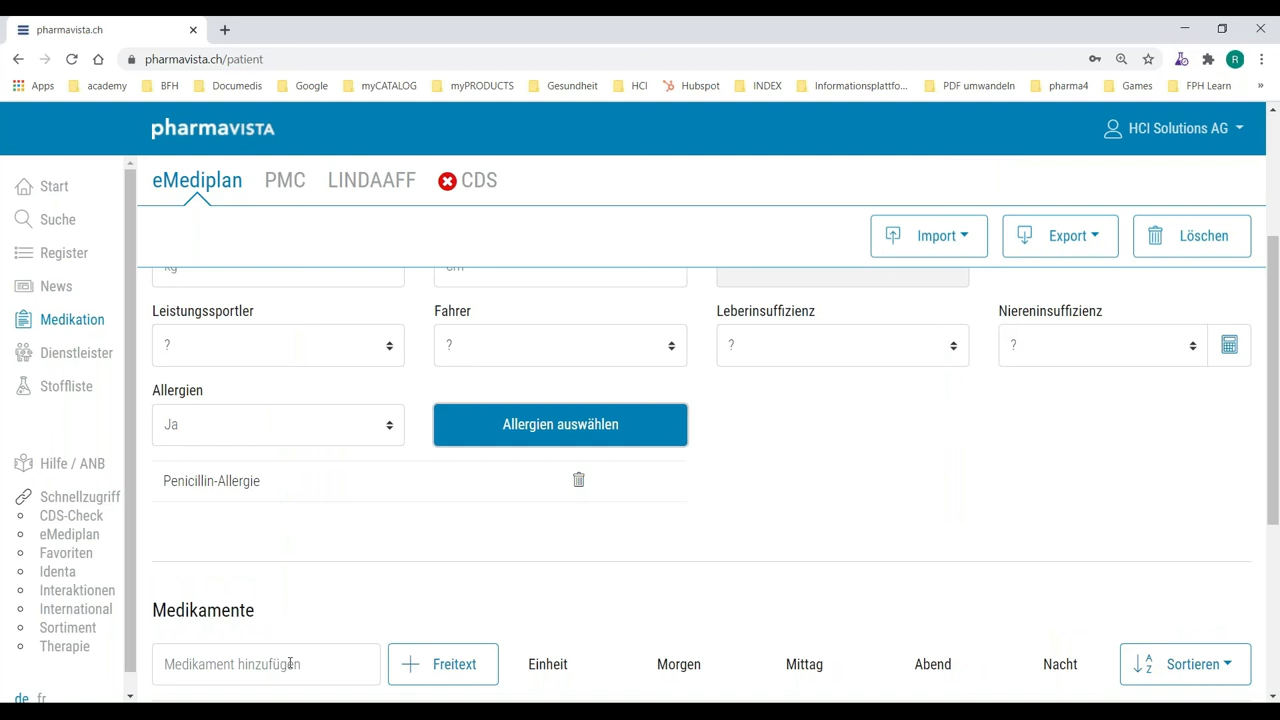 pharmavista.ch
pharmavista.ch/patient
R
Apps academy BFH Documedis Google myCATALOG myPRODUCTS Gesundheit HCI Hubspot INDEX Informationsplattfo... PDF umwandeln pharma4 Games FPH Learn »
pharmaVISTA
HCI Solutions AG
Start
Suche
Register
News
Medikation
Dienstleister
Stoffliste
Hilfe / ANB
Schnellzugriff
CDS-Check
eMediplan
Favoriten
Identa
Interaktionen
International
Sortiment
Therapie
de fr
eMediplan PMC LINDAAFF CDS
Import Export Löschen
kg cm
Leistungssportler Fahrer Leberinsuffizienz Niereninsuffizienz
? ? ? ?
Allergien
Ja Allergien auswählen
Penicillin-Allergie
Medikamente
Medikament hinzufügen Freitext Einheit Morgen Mittag Abend Nacht Sortieren